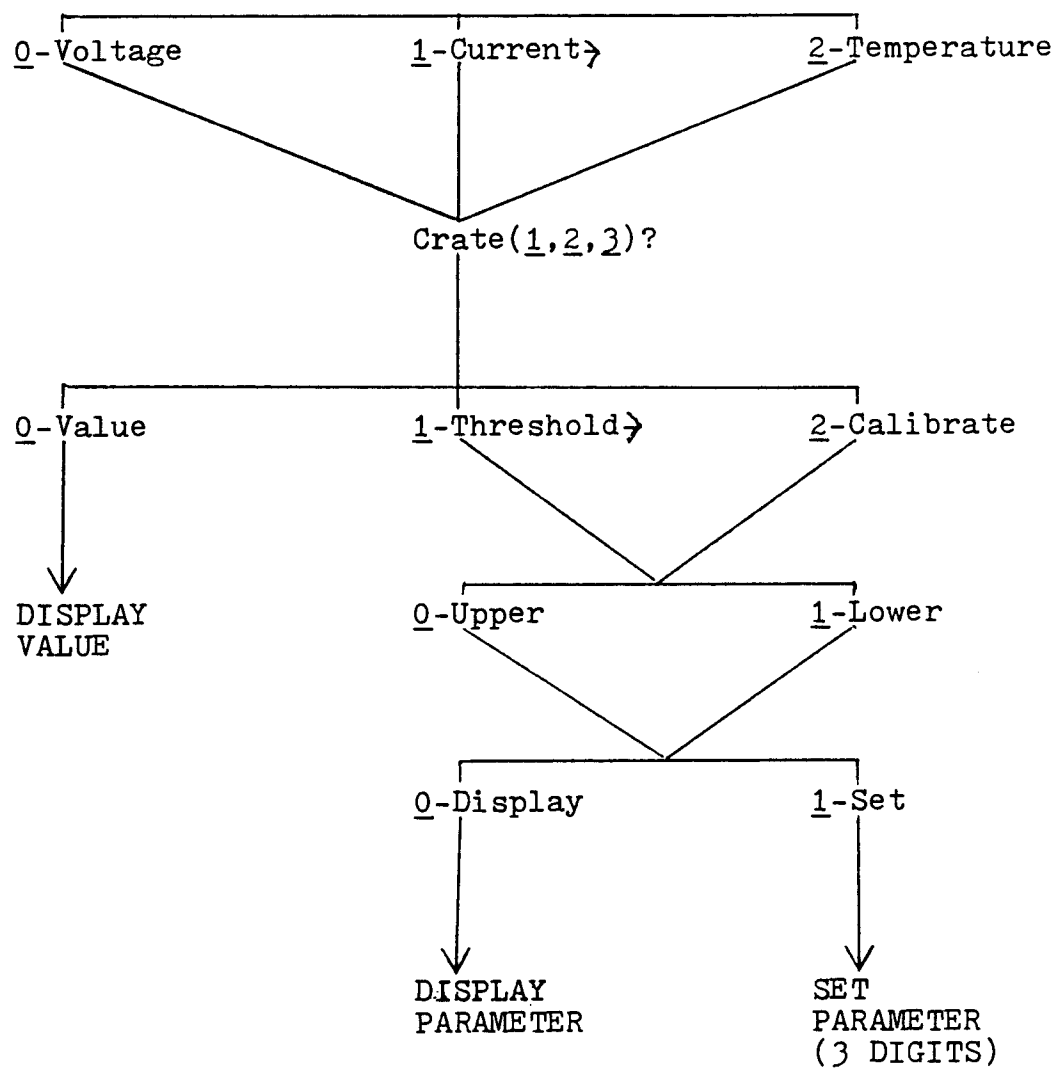 0-Voltage
1-Current→
2-Temperature
Crate(1,2,3)?
0-Value
1-Threshold→
2-Calibrate
DISPLAY
VALUE
0-Upper
1-Lower
0-Display
1-Set
DISPLAY
PARAMETER
SET
PARAMETER
(3 DIGITS)